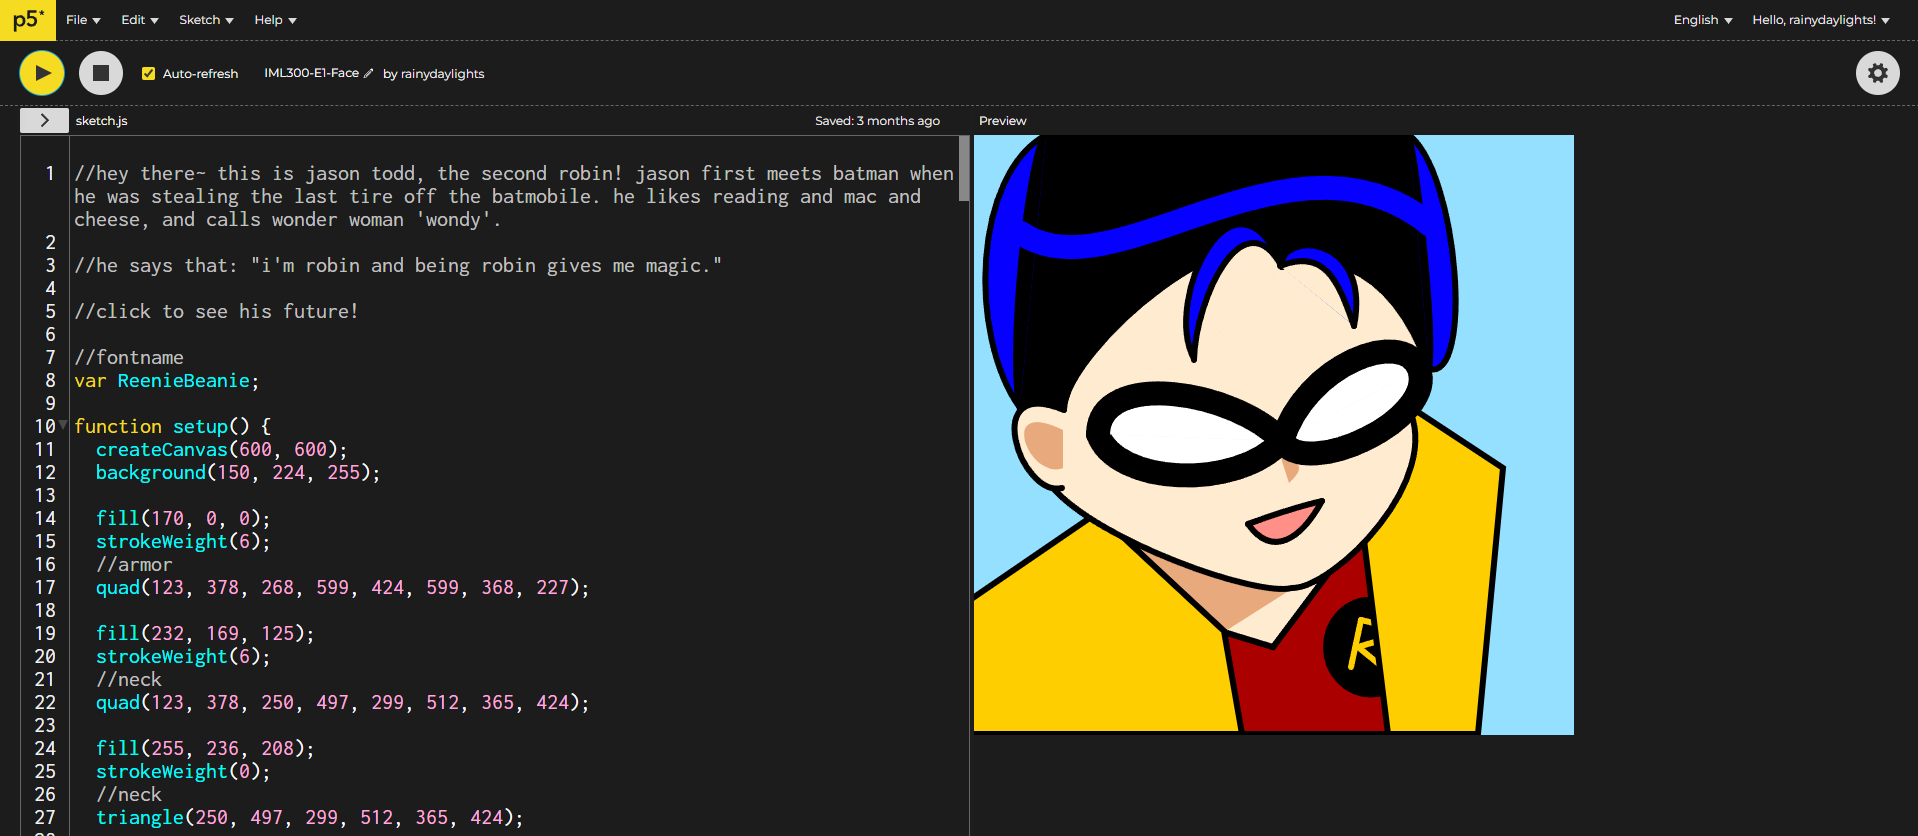 p5* File Edit Sketch Help English Hello, rainydaylights!
Auto-refresh IML300-E1-Face by rainydaylights
sketch.js Saved: 3 months ago Preview
1 //hey there~ this is jason todd, the second robin! jason first meets batman when
he was stealing the last tire off the batmobile. he likes reading and mac and
cheese, and calls wonder woman 'wondy'.
2
3 //he says that: "i'm robin and being robin gives me magic."
4
5 //click to see his future!
6
7 //fontname
8 var ReenieBeanie;
9
10 function setup() {
11 createCanvas(600, 600);
12 background(150, 224, 255);
13
14 fill(170, 0, 0);
15 strokeWeight(6);
16 //armor
17 quad(123, 378, 268, 599, 424, 599, 368, 227);
18
19 fill(232, 169, 125);
20 strokeWeight(6);
21 //neck
22 quad(123, 378, 250, 497, 299, 512, 365, 424);
23
24 fill(255, 236, 208);
25 strokeWeight(0);
26 //neck
27 triangle(250, 497, 299, 512, 365, 424);
R